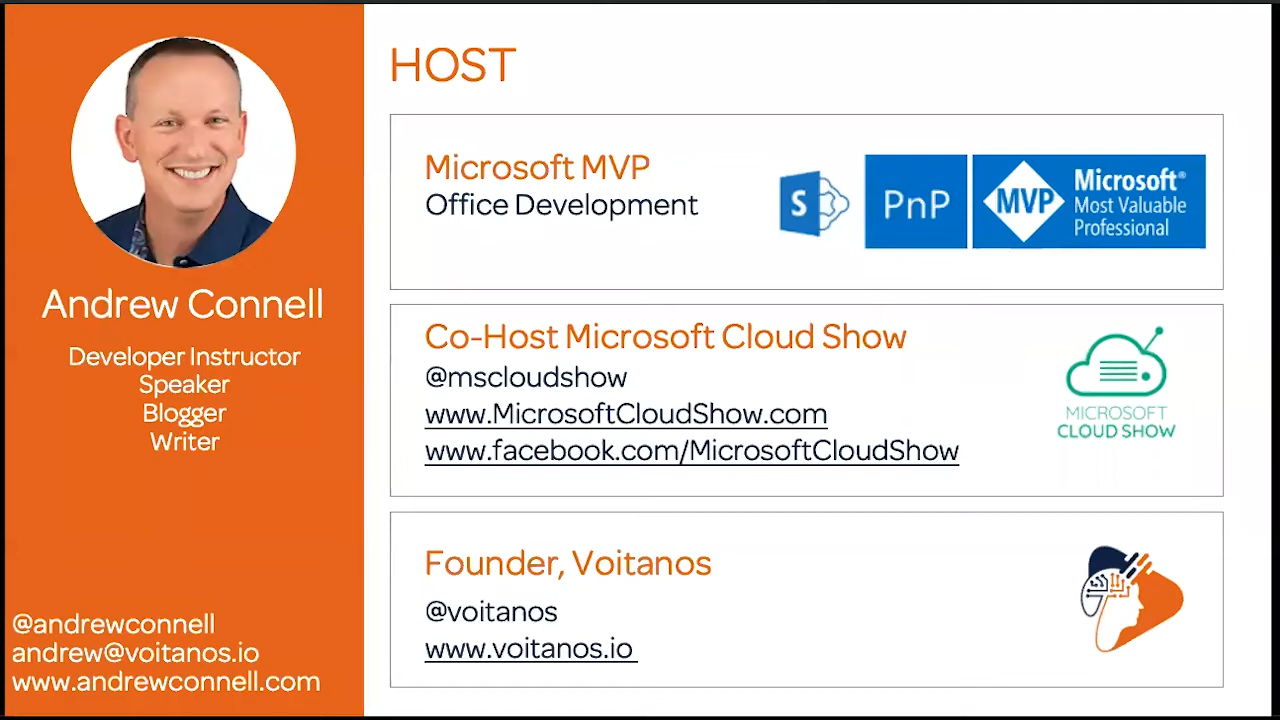 Andrew Connell
Developer Instructor
Speaker
Blogger
Writer
@andrewconnell
andrew@voitanos.io
www.andrewconnell.com
HOST
Microsoft MVP
Office Development
S
PnP
MVP
Microsoft®
Most Valuable
Professional
Co-Host Microsoft Cloud Show
@mscloudshow
www.MicrosoftCloudShow.com
www.facebook.com/MicrosoftCloudShow
MICROSOFT
CLOUD SHOW
Founder, Voitanos
@voitanos
www.voitanos.io